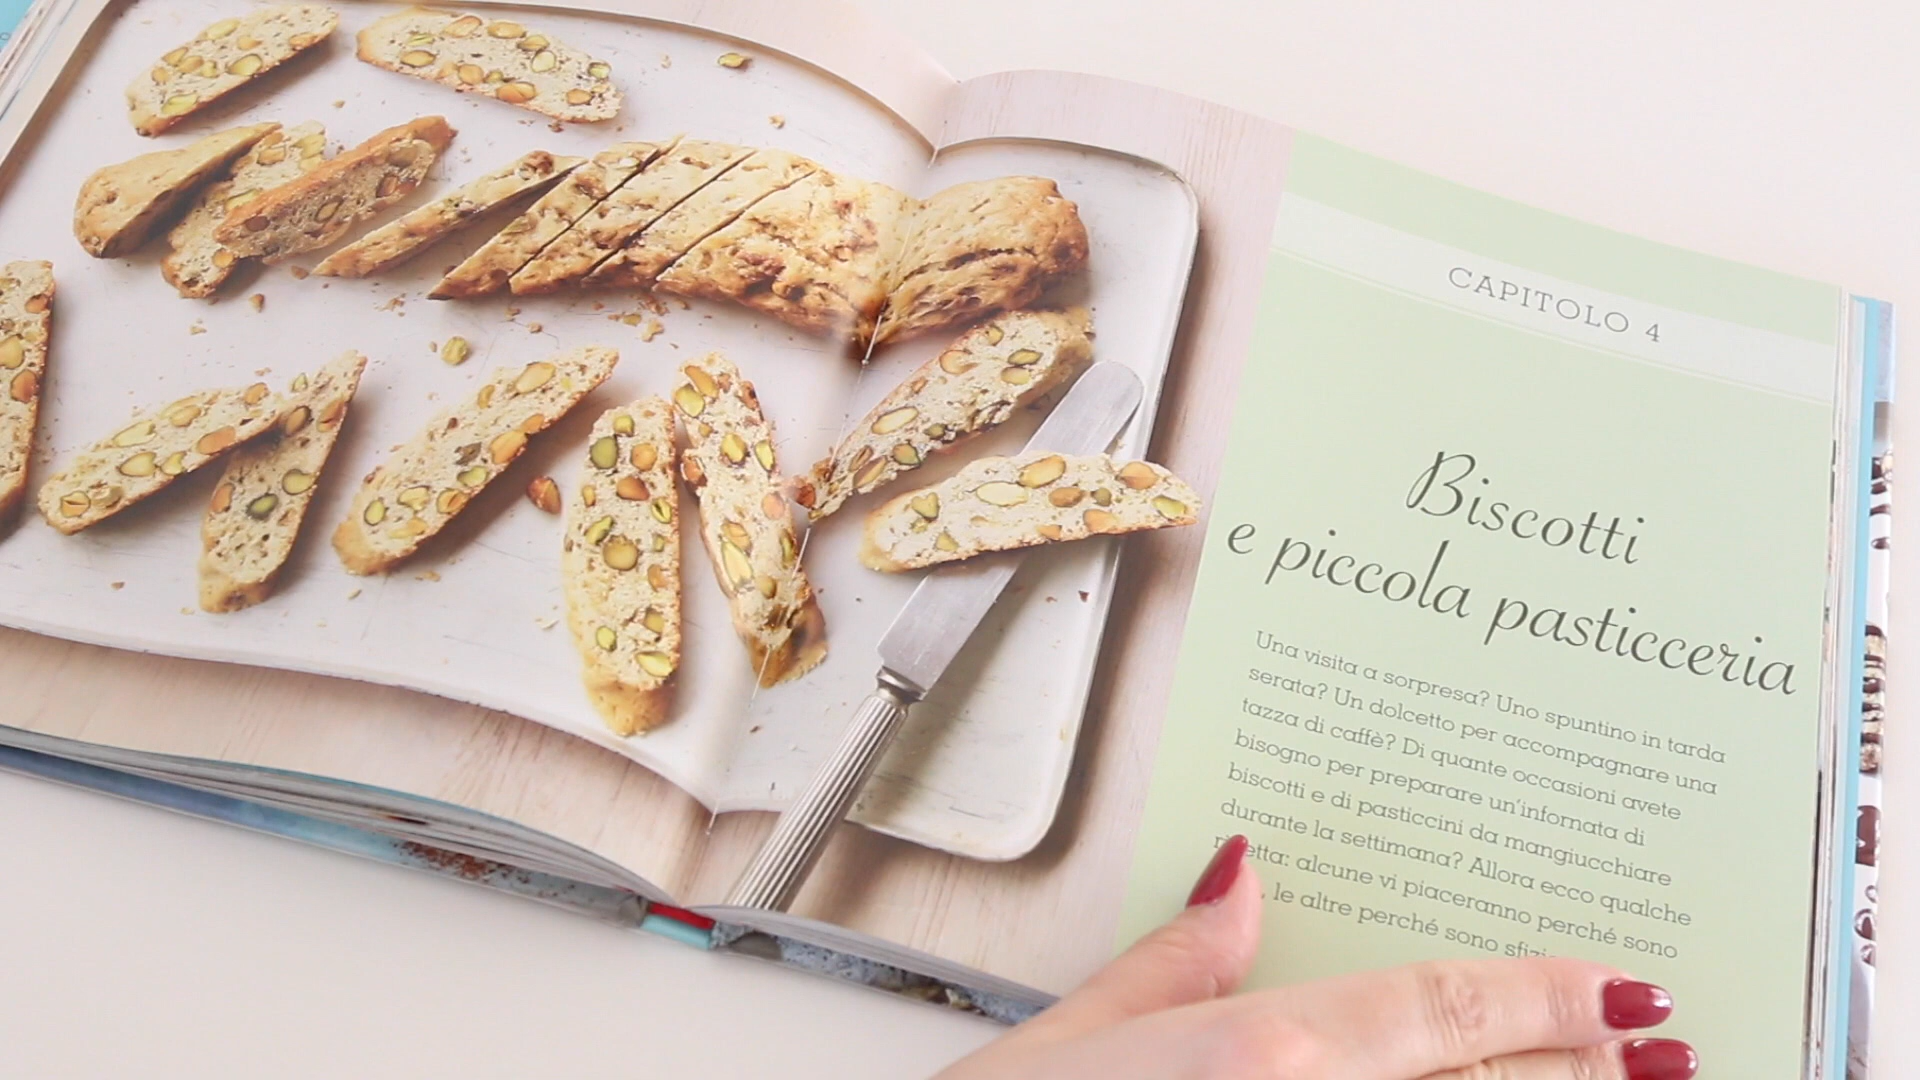 CAPITOLO 4
Biscotti
e piccola pasticceria
Una visita a sorpresa? Uno spuntino in tarda
serata? Un dolcetto per accompagnare una
tazza di caffè? Di quante occasioni avete
bisogno per preparare un'infornata di
biscotti e di pasticcini da mangiucchiare
durante la settimana? Allora ecco qualche
alcune vi piaceranno perché sono
, le altre perché sono